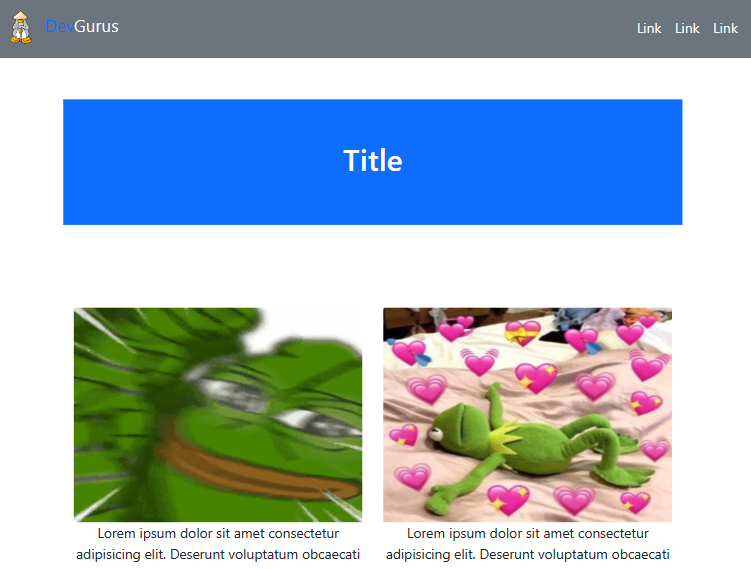 DevGurus
Link Link Link
Title
Lorem ipsum dolor sit amet consectetur
adipisicing elit. Deserunt voluptatum obcaecati
Lorem ipsum dolor sit amet consectetur
adipisicing elit. Deserunt voluptatum obcaecati